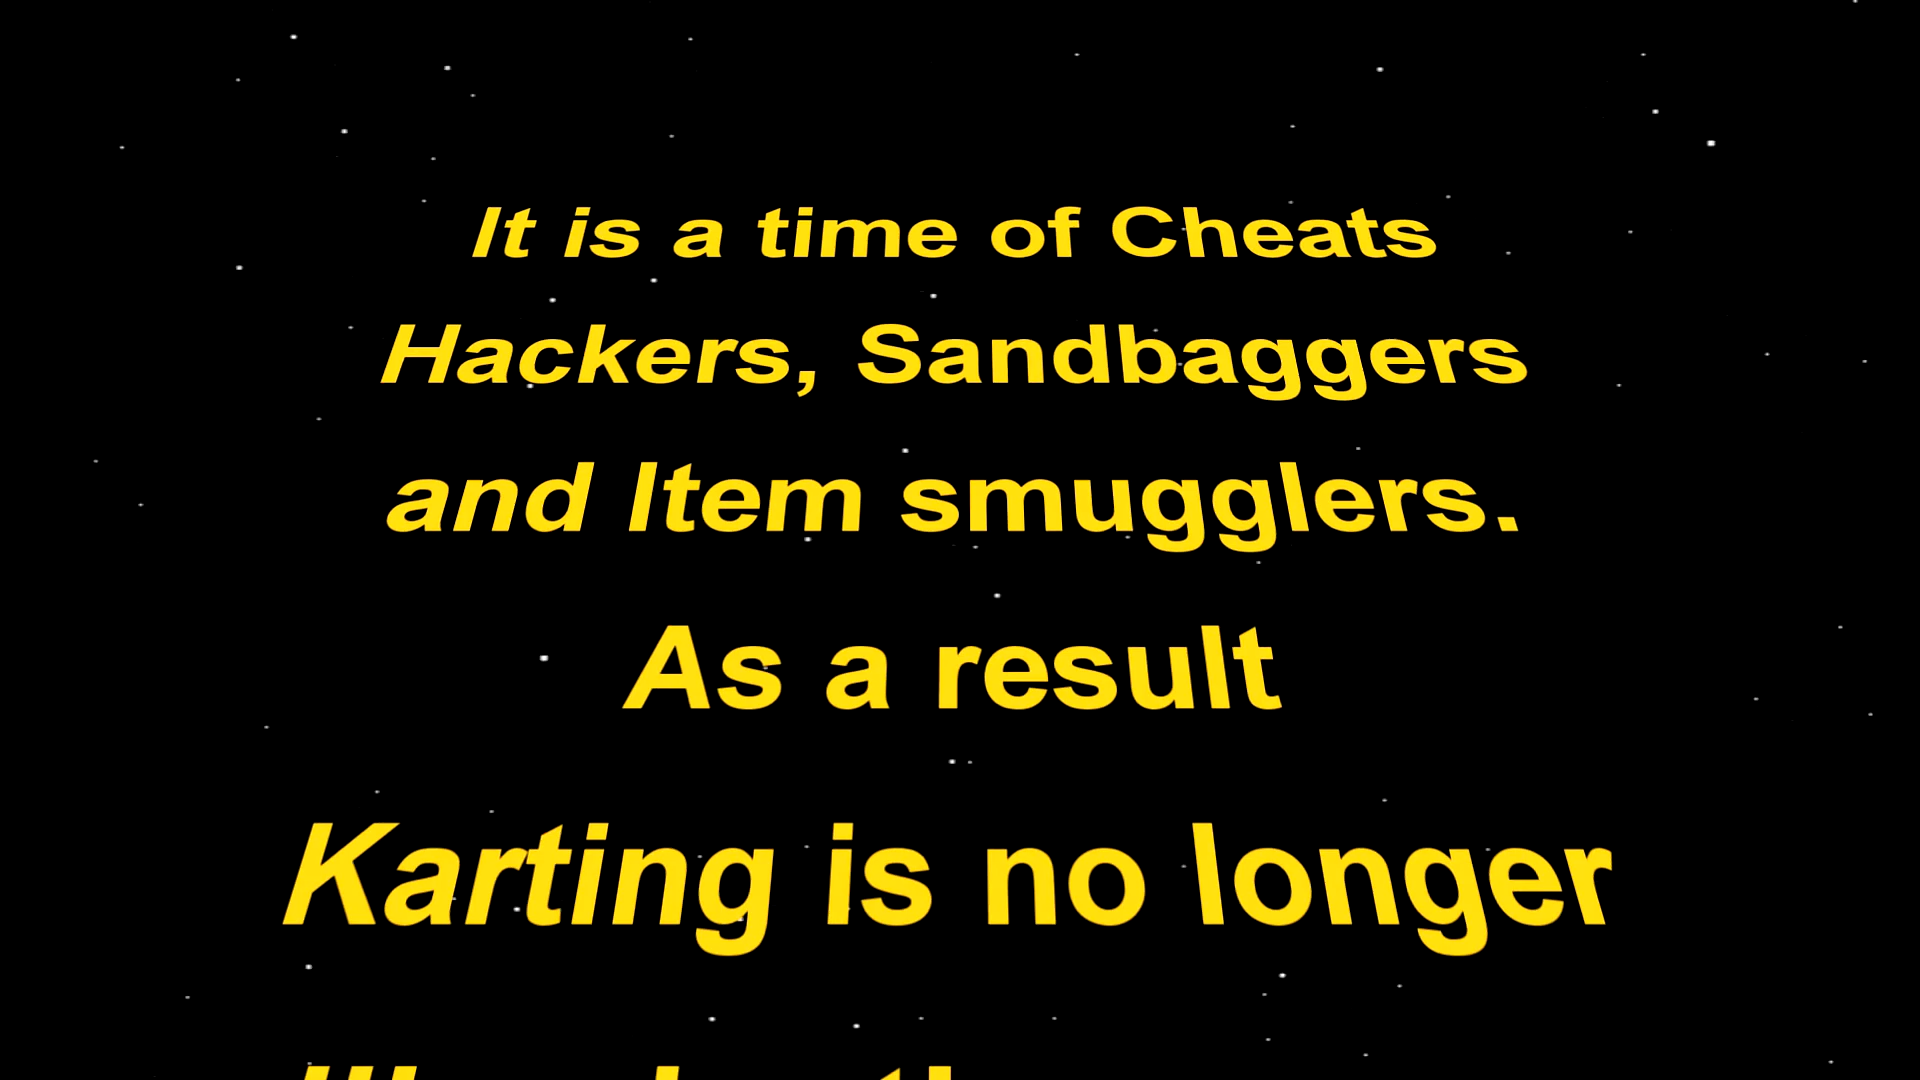 It is a time of Cheats
Hackers, Sandbaggers
and Item smugglers.
As a result
Karting is no longer